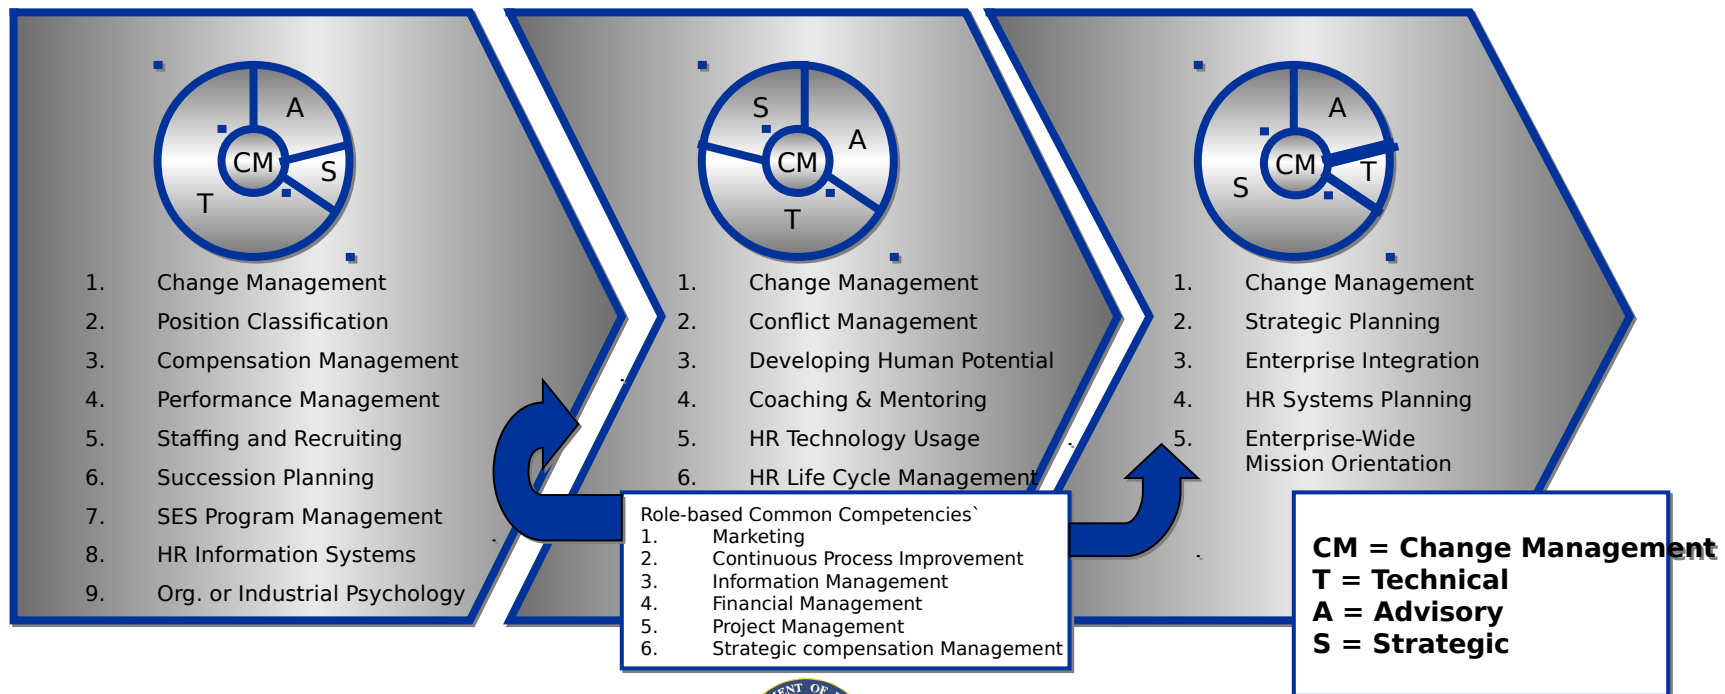 A
S
CM
T
1. Change Management
2. Position Classification
3. Compensation Management
4. Performance Management
5. Staffing and Recruiting
6. Succession Planning
7. SES Program Management
8. HR Information Systems
9. Org. or Industrial Psychology
S
A
CM
T
1. Change Management
2. Conflict Management
3. Developing Human Potential
4. Coaching & Mentoring
5. HR Technology Usage
6. HR Life Cycle Management
A
CM
T
S
1. Change Management
2. Strategic Planning
3. Enterprise Integration
4. HR Systems Planning
5. Enterprise-Wide
Mission Orientation
Role-based Common Competencies`
1. Marketing
2. Continuous Process Improvement
3. Information Management
4. Financial Management
5. Project Management
6. Strategic compensation Management
CM = Change Management
T = Technical
A = Advisory
S = Strategic